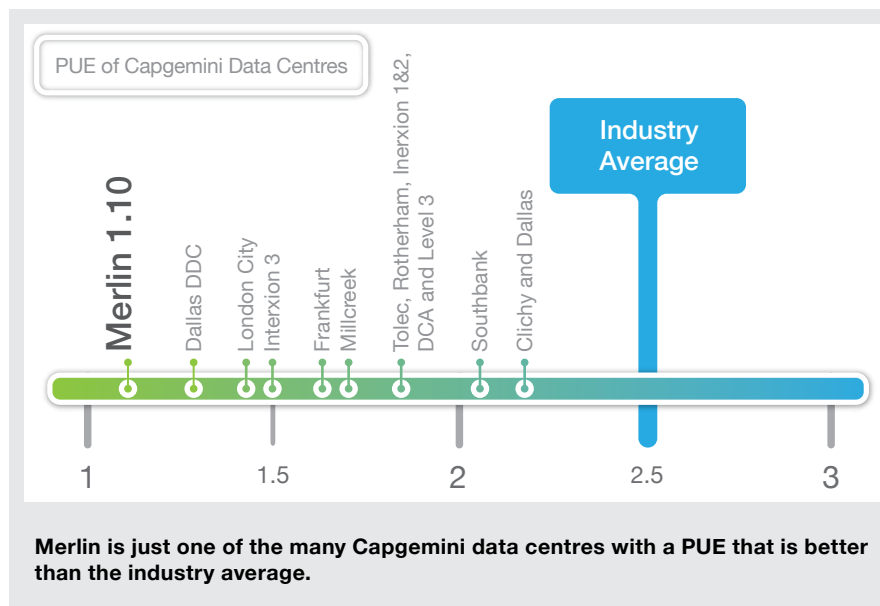 PUE of Capgemini Data Centres
Merlin 1.10
Dallas DDC
London City
Interxion 3
Frankfurt
Millcreek
Tolec, Rotherham, Inerxion 1&2,
DCA and Level 3
Southbank
Clichy and Dallas
Industry
Average
1
1.5
2
2.5
3
Merlin is just one of the many Capgemini data centres with a PUE that is better
than the industry average.